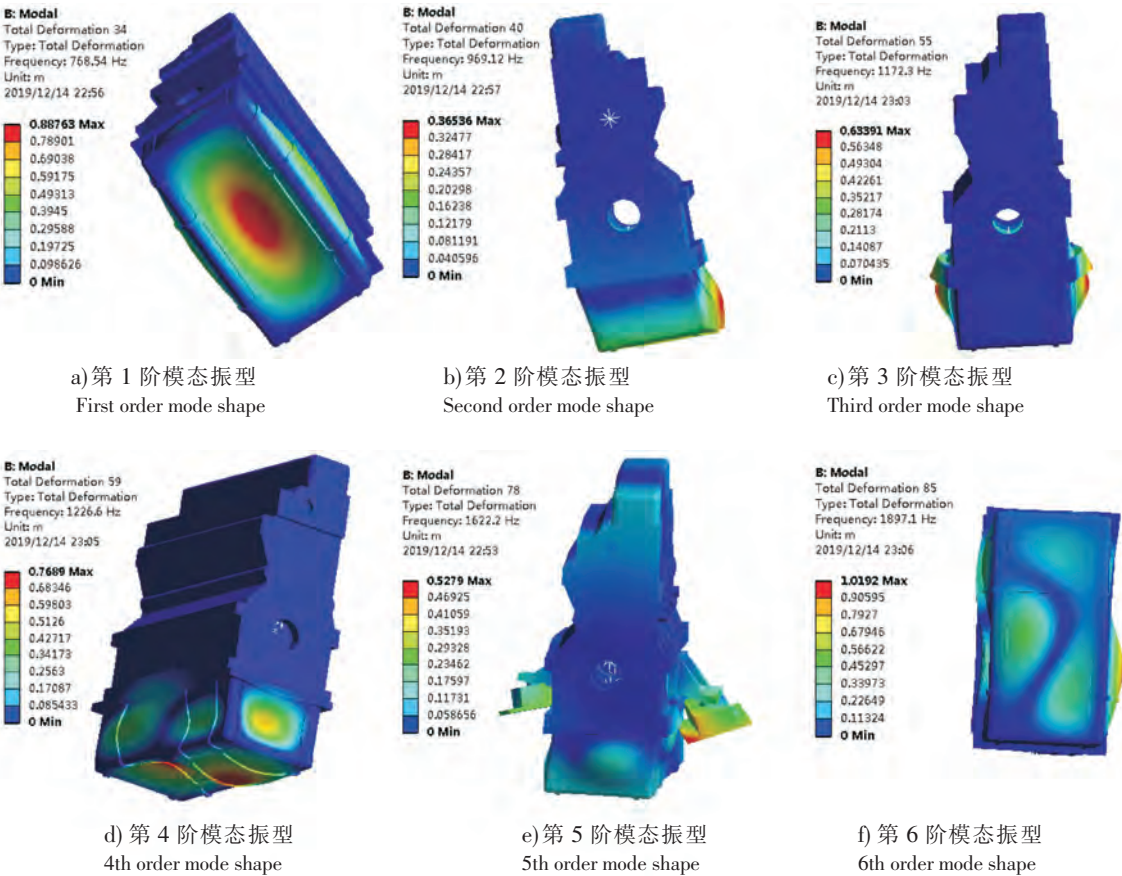 B: Modal
Total Deformation 34
Type: Total Deformation
Frequency: 768.54 Hz
Unit: m
2019/12/14 22:56
0.88763 Max
0.78901
0.69038
0.59175
0.49313
0.3945
0.29588
0.19725
0.098626
0 Min
a)第 1 阶模态振型
First order mode shape
B: Modal
Total Deformation 40
Type: Total Deformation
Frequency: 969.12 Hz
Unit: m
2019/12/14 22:57
0.36536 Max
0.32477
0.28417
0.24357
0.20298
0.16238
0.12179
0.081191
0.040596
0 Min
b)第 2 阶模态振型
Second order mode shape
B: Modal
Total Deformation 55
Type: Total Deformation
Frequency: 1172.3 Hz
Unit: m
2019/12/14 23:03
0.63391 Max
0.56348
0.49304
0.42261
0.35217
0.28174
0.2113
0.14087
0.070435
0 Min
c)第 3 阶模态振型
Third order mode shape
B: Modal
Total Deformation 59
Type: Total Deformation
Frequency: 1226.6 Hz
Unit: m
2019/12/14 23:05
0.7689 Max
0.68346
0.59803
0.5126
0.42717
0.34173
0.2563
0.17087
0.085433
0 Min
d) 第 4 阶模态振型
4th order mode shape
B: Modal
Total Deformation 78
Type: Total Deformation
Frequency: 1622.2 Hz
Unit: m
2019/12/14 22:53
0.5279 Max
0.46925
0.41059
0.35193
0.29328
0.23462
0.17597
0.11731
0.058656
0 Min
e)第 5 阶模态振型
5th order mode shape
B: Modal
Total Deformation 85
Type: Total Deformation
Frequency: 1897.1 Hz
Unit: m
2019/12/14 23:06
1.0192 Max
0.90595
0.7927
0.67946
0.56622
0.45297
0.33973
0.22649
0.11324
0 Min
f) 第 6 阶模态振型
6th order mode shape